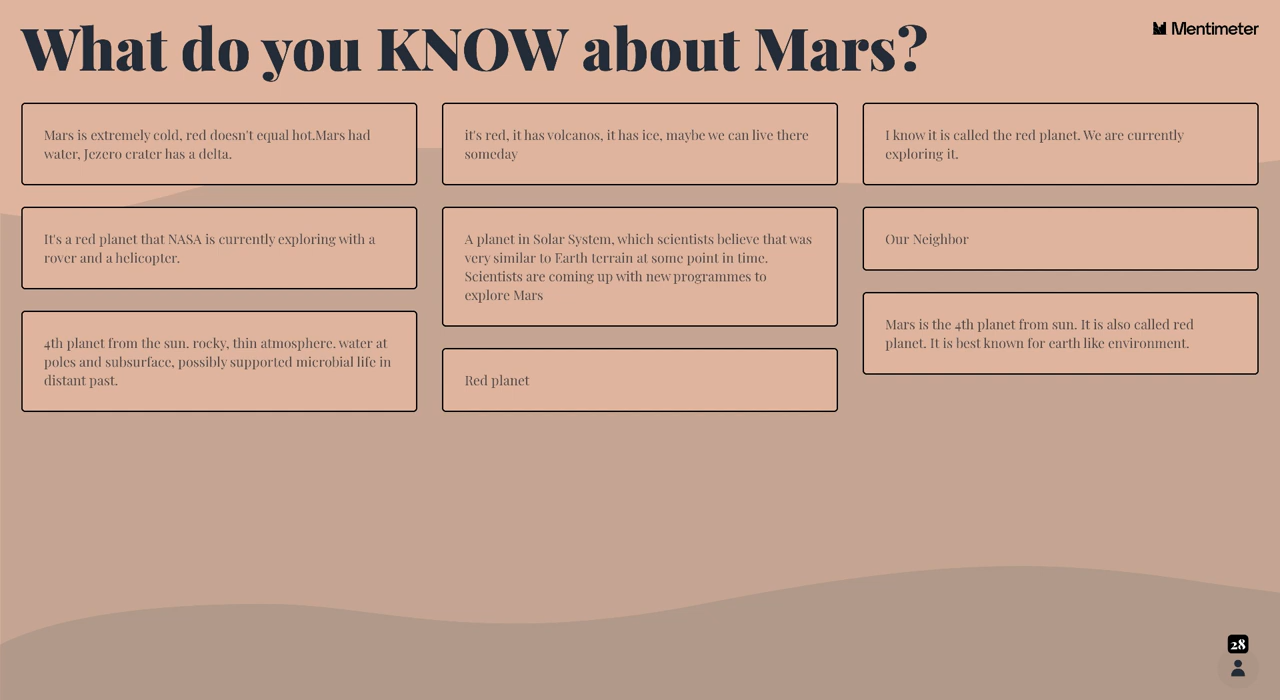 What do you KNOW about Mars?
Mentimeter
Mars is extremely cold, red doesn't equal hot.Mars had
water, Jezero crater has a delta.
it's red, it has volcanos, it has ice, maybe we can live there
someday
I know it is called the red planet. We are currently
exploring it.
It's a red planet that NASA is currently exploring with a
rover and a helicopter.
A planet in Solar System, which scientists believe that was
very similar to Earth terrain at some point in time.
Scientists are coming up with new programmes to
explore Mars
Our Neighbor
4th planet from the sun. rocky, thin atmosphere. water at
poles and subsurface, possibly supported microbial life in
distant past.
Red planet
Mars is the 4th planet from sun. It is also called red
planet. It is best known for earth like environment.
28